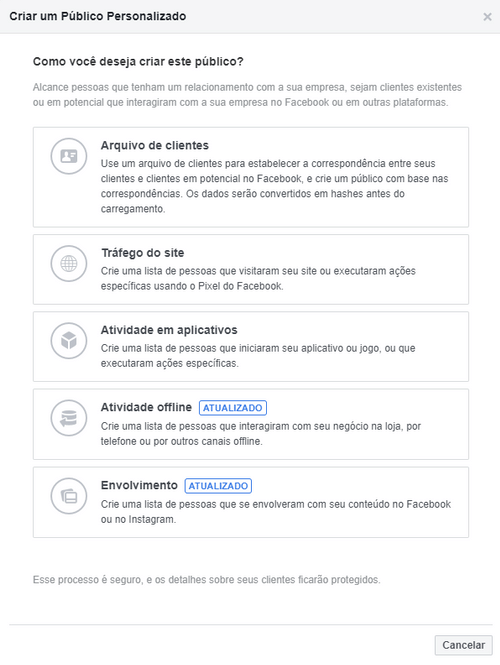 Criar um Público Personalizado
Como você deseja criar este público?
Alcance pessoas que tenham um relacionamento com a sua empresa, sejam clientes existentes
ou em potencial que interagiram com a sua empresa no Facebook ou em outras plataformas.
Arquivo de clientes
Use um arquivo de clientes para estabelecer a correspondência entre seus
clientes e clientes em potencial no Facebook, e crie um público com base nas
correspondências. Os dados serão convertidos em hashes antes do
carregamento.
Tráfego do site
Crie uma lista de pessoas que visitaram seu site ou executaram ações
específicas usando o Pixel do Facebook.
Atividade em aplicativos
Crie uma lista de pessoas que iniciaram seu aplicativo ou jogo, ou que
executaram ações específicas.
Atividade offline ATUALIZADO
Crie uma lista de pessoas que interagiram com seu negócio na loja, por
telefone ou por outros canais offline.
Envolvimento ATUALIZADO
Crie uma lista de pessoas que se envolveram com seu conteúdo no Facebook
ou no Instagram.
Esse processo é seguro, e os detalhes sobre seus clientes ficarão protegidos.
Cancelar